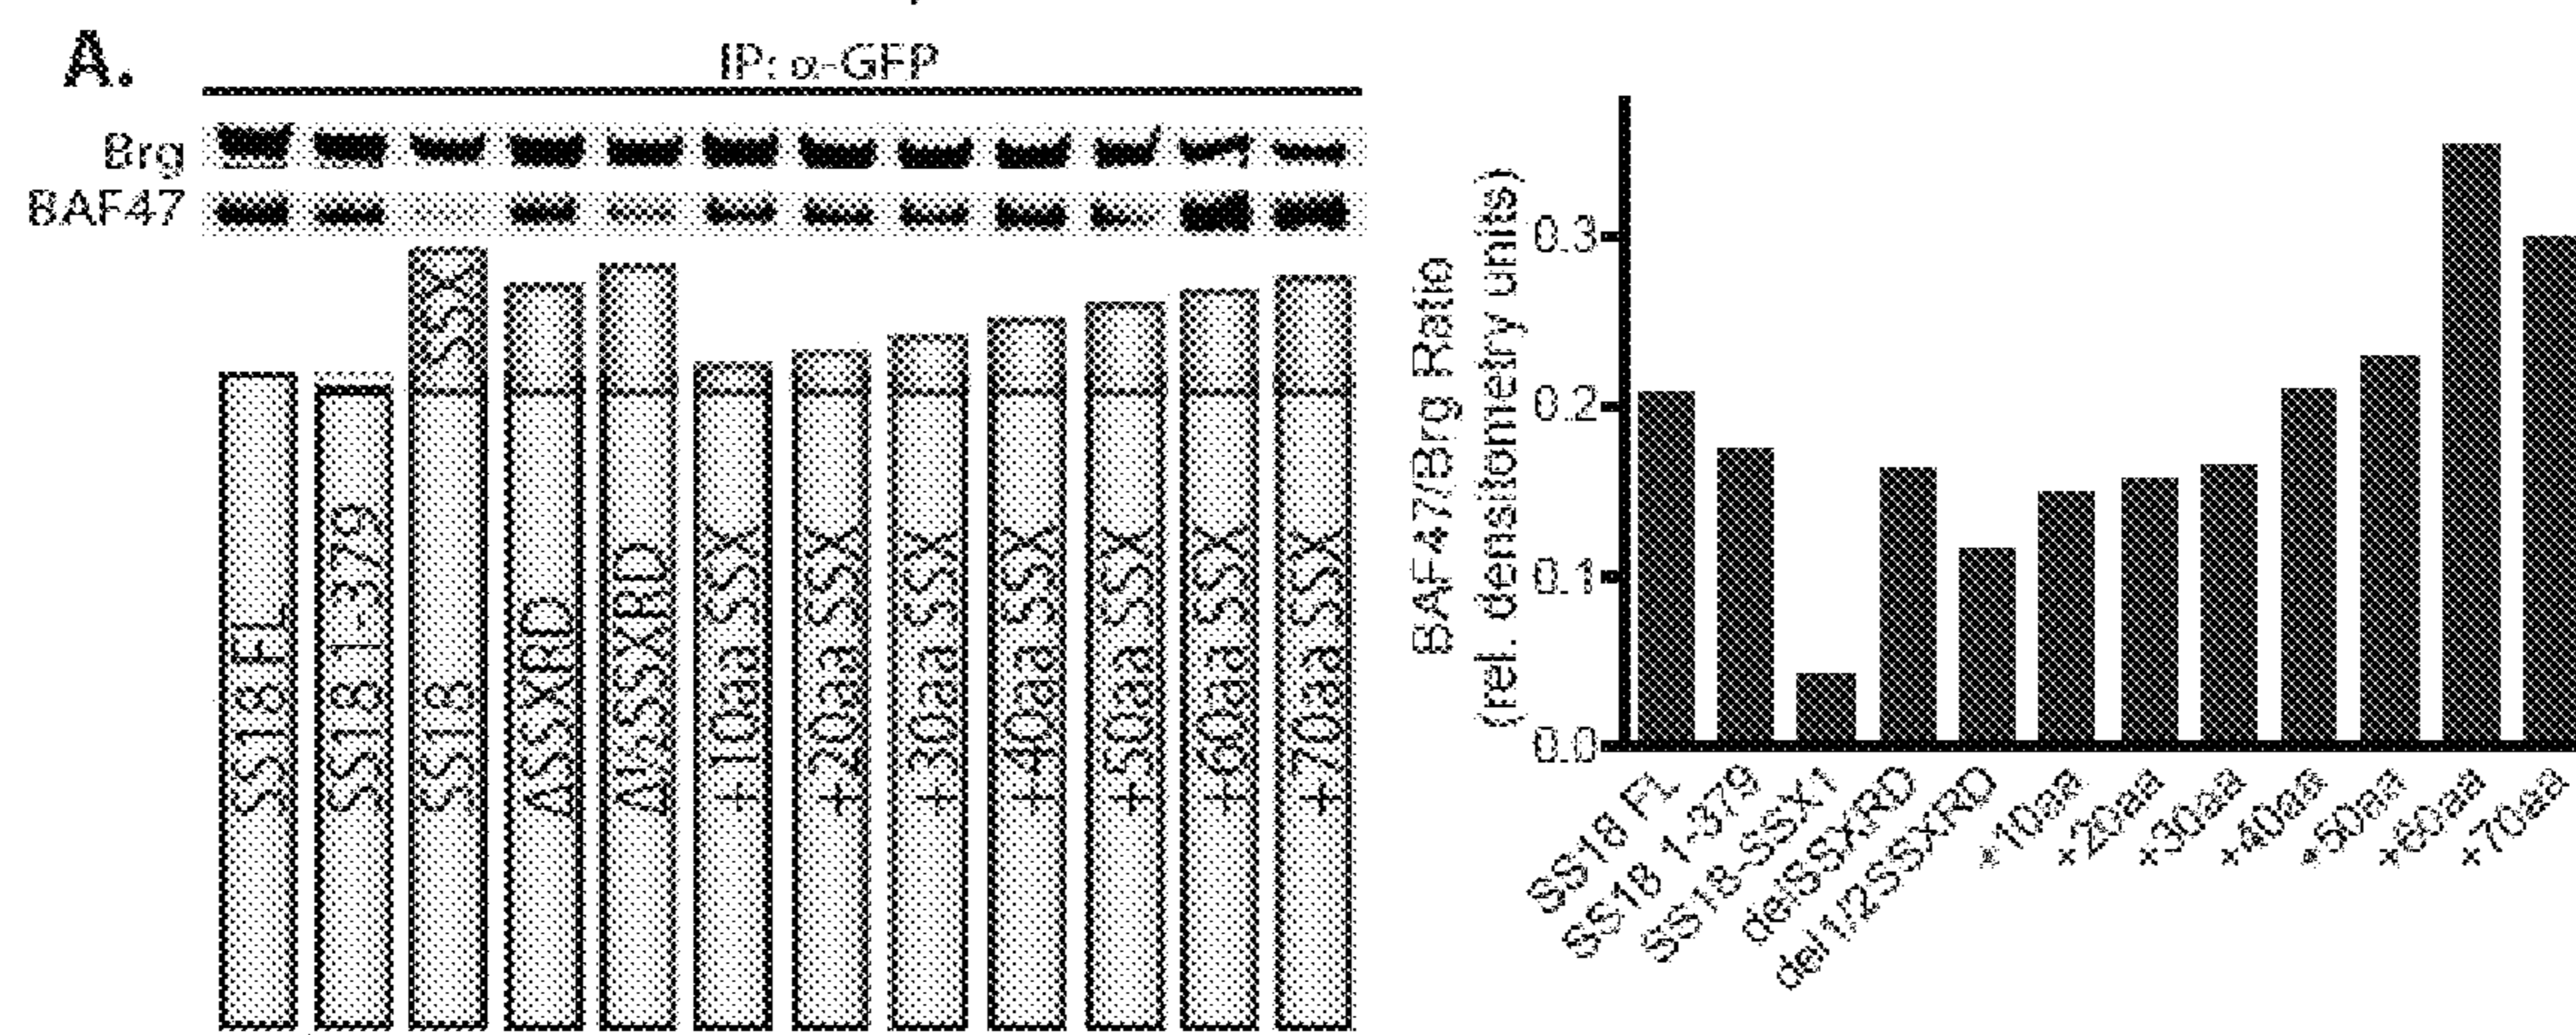 A.
IP: α-GFP
Brg
BAF47
SS18 FL
SS18 1-379
SS18
SSX
ΔSSXRD
Δ½SSXRD
+10aa SSX
+20aa SSX
+30aa SSX
+40aa SSX
+50aa SSX
+60aa SSX
+70aa SSX
BAF47/Brg Ratio
(rel. densitometry units)
0.3
0.2
0.1
0.0
SS18 FL
SS18 1-379
SS18-SSX1
delSSXRD
del1/2SSXRD
+10aa
+20aa
+30aa
+40aa
+50aa
+60aa
+70aa